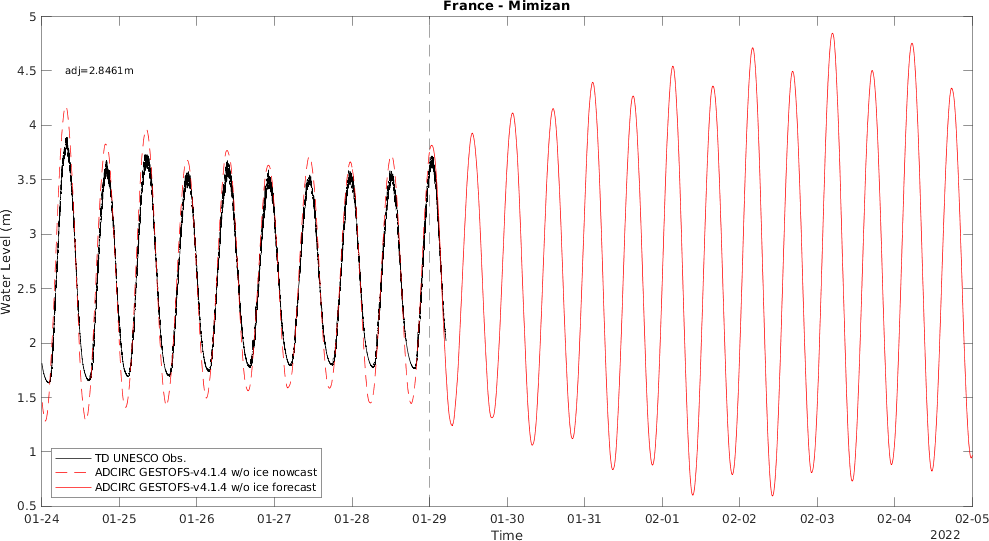 France - Mimizan
5
4.5
4
3.5
3
2.5
2
1.5
1
0.5
Water Level (m)
adj=2.8461m
TD UNESCO Obs.
ADCIRC GESTOFS-v4.1.4 w/o ice nowcast
ADCIRC GESTOFS-v4.1.4 w/o ice forecast
01-24 01-25 01-26 01-27 01-28 01-29 01-30 01-31 02-01 02-02 02-03 02-04 02-05
Time
2022